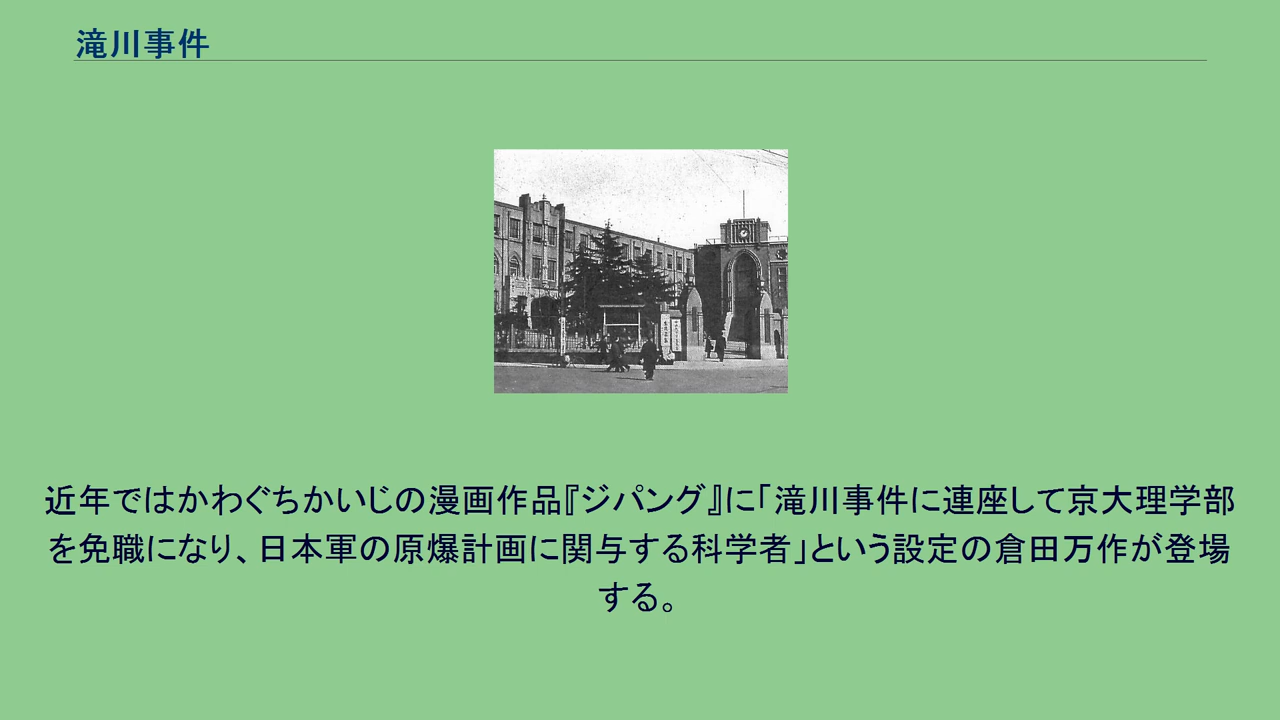 滝川事件
近年ではかわぐちかいじの漫画作品『ジパング』に「滝川事件に連座して京大理学部
を免職になり、日本軍の原爆計画に関与する科学者」という設定の倉田万作が登場
する。